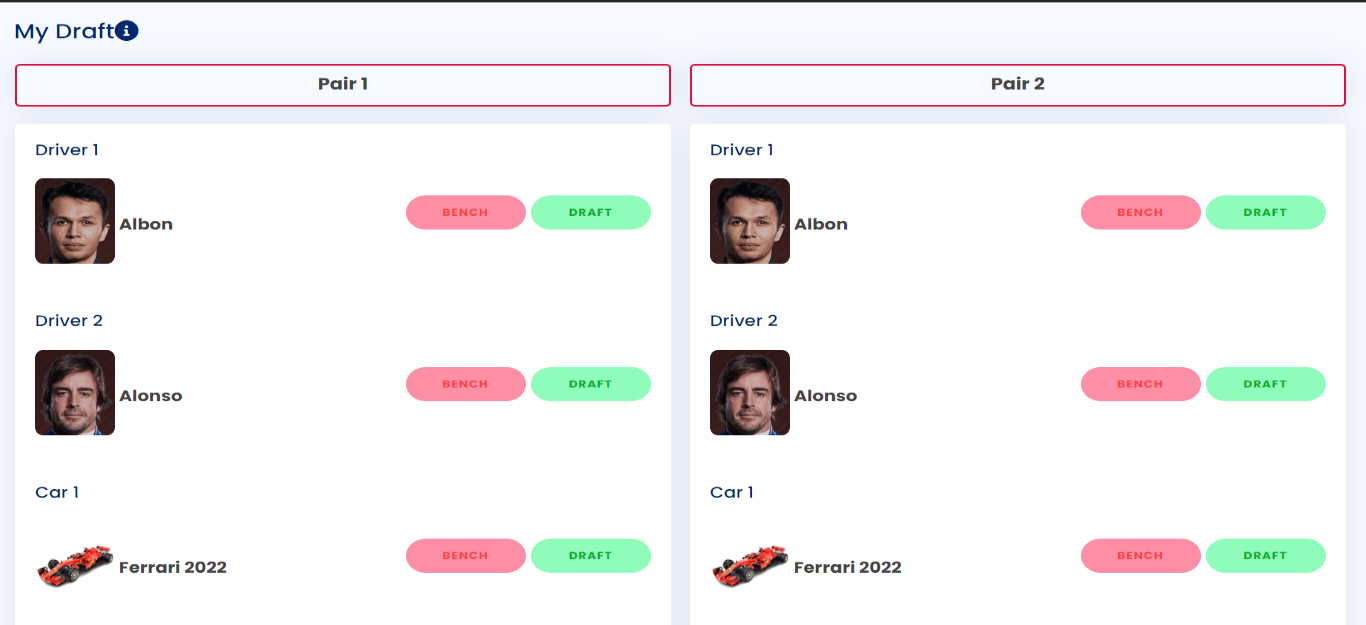 My Draft
Pair 1
Pair 2
Driver 1
Albon
BENCH
DRAFT
Driver 2
Alonso
BENCH
DRAFT
Car 1
Ferrari 2022
BENCH
DRAFT
Driver 1
Albon
BENCH
DRAFT
Driver 2
Alonso
BENCH
DRAFT
Car 1
Ferrari 2022
BENCH
DRAFT